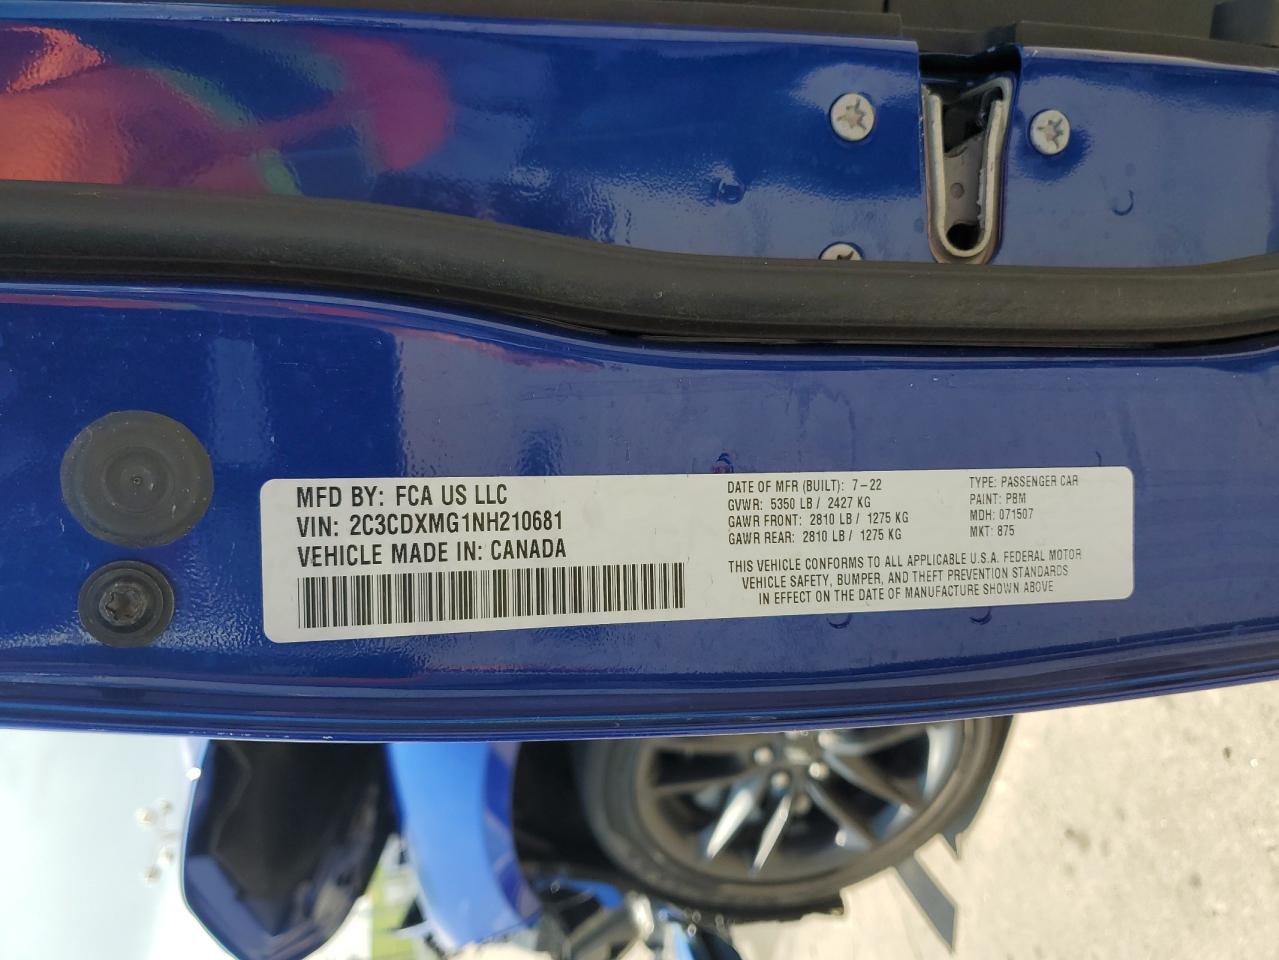 MFD BY: FCA US LLC
VIN: 2C3CDXMG1NH210681
VEHICLE MADE IN: CANADA
DATE OF MFR (BUILT): 7-22
GVWR: 5350 LB / 2427 KG
GAWR FRONT: 2810 LB / 1275 KG
GAWR REAR: 2810 LB / 1275 KG
TYPE: PASSENGER CAR
PAINT: PBM
MDH: 071507
MKT: 875
THIS VEHICLE CONFORMS TO ALL APPLICABLE U.S.A. FEDERAL MOTOR
VEHICLE SAFETY, BUMPER, AND THEFT PREVENTION STANDARDS
IN EFFECT ON THE DATE OF MANUFACTURE SHOWN ABOVE